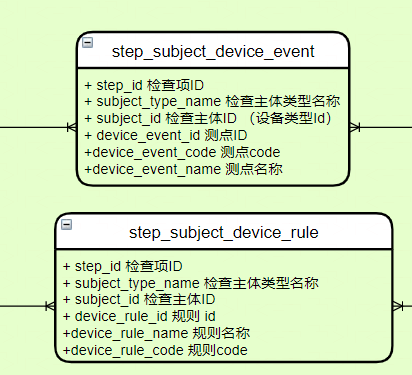 step_subject_device_event
+ step_id 检查项ID
+ subject_type_name 检查主体类型名称
+ subject_id 检查主体ID （设备类型Id）
+ device_event_id 测点ID
+device_event_code 测点code
+device_event_name 测点名称
step_subject_device_rule
+ step_id 检查项ID
+ subject_type_name 检查主体类型名称
+ subject_id 检查主体ID
+ device_rule_id 规则 id
+device_rule_name 规则名称
+device_rule_code 规则code